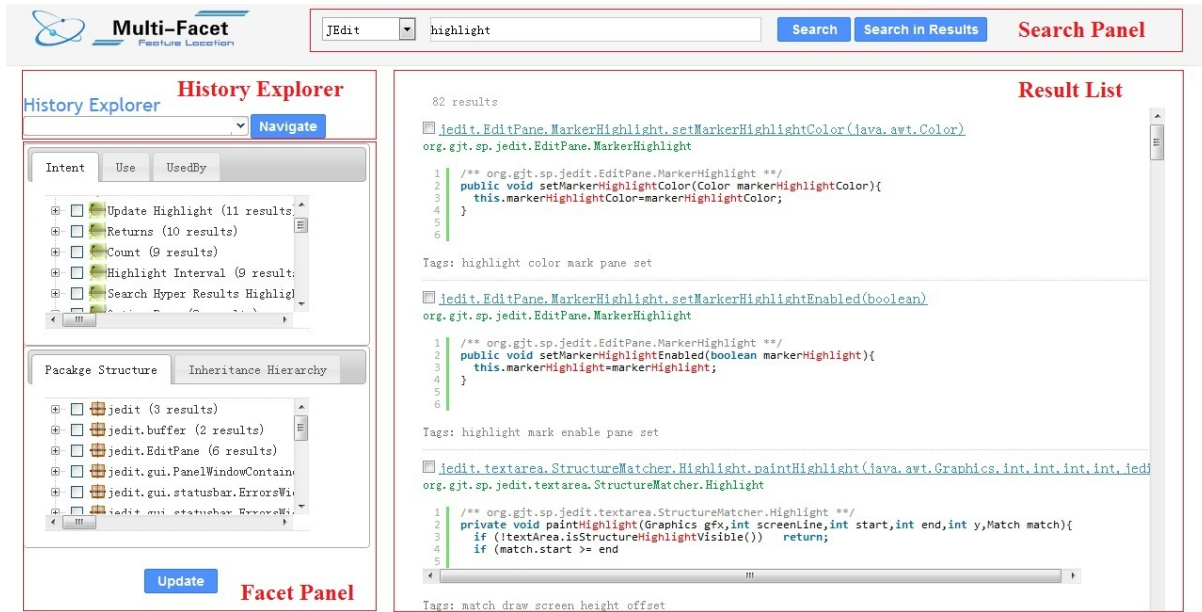 Multi-Facet
Feature Location
JEdit
highlight
Search
Search in Results
Search Panel
History Explorer
History Explorer
Navigate
Intent
Use
UsedBy
Update Highlight (11 results)
Returns (10 results)
Count (9 results)
Highlight Interval (9 result
Search Hyper Results Highlig
Pacakge Structure
Inheritance Hierarchy
jedit (3 results)
jedit.buffer (2 results)
jedit.EditPane (6 results)
jedit.gui.PanelWindowContaine
jedit.gui.statusbar.ErrorsWi
jedit.gui.statusbar.ErrorsWi
Update
Facet Panel
Result List
82 results
jedit.EditPane.MarkerHighlight.setMarkerHighlightColor(java.awt.Color)
org.gjt.sp.jedit.EditPane.MarkerHighlight
1 /** org.gjt.sp.jedit.EditPane.MarkerHighlight **/
2 public void setMarkerHighlightColor(Color markerHighlightColor){
3 this.markerHighlightColor=markerHighlightColor;
4 }
5
6
Tags: highlight color mark pane set
jedit.EditPane.MarkerHighlight.setMarkerHighlightEnabled(boolean)
org.gjt.sp.jedit.EditPane.MarkerHighlight
1 /** org.gjt.sp.jedit.EditPane.MarkerHighlight **/
2 public void setMarkerHighlightEnabled(boolean markerHighlight){
3 this.markerHighlight=markerHighlight;
4 }
5
6
Tags: highlight mark enable pane set
jedit.textarea.StructureMatcher.Highlight.paintHighlight(java.awt.Graphics,int,int,int,int,jedi
org.gjt.sp.jedit.textarea.StructureMatcher.Highlight
1 /** org.gjt.sp.jedit.textarea.StructureMatcher.Highlight **/
2 private void paintHighlight(Graphics gfx,int screenLine,int start,int end,int y,Match match){
3 if (!textArea.isStructureHighlightVisible()) return;
4 if (match.start >= end
5
Tags: match draw screen height offset